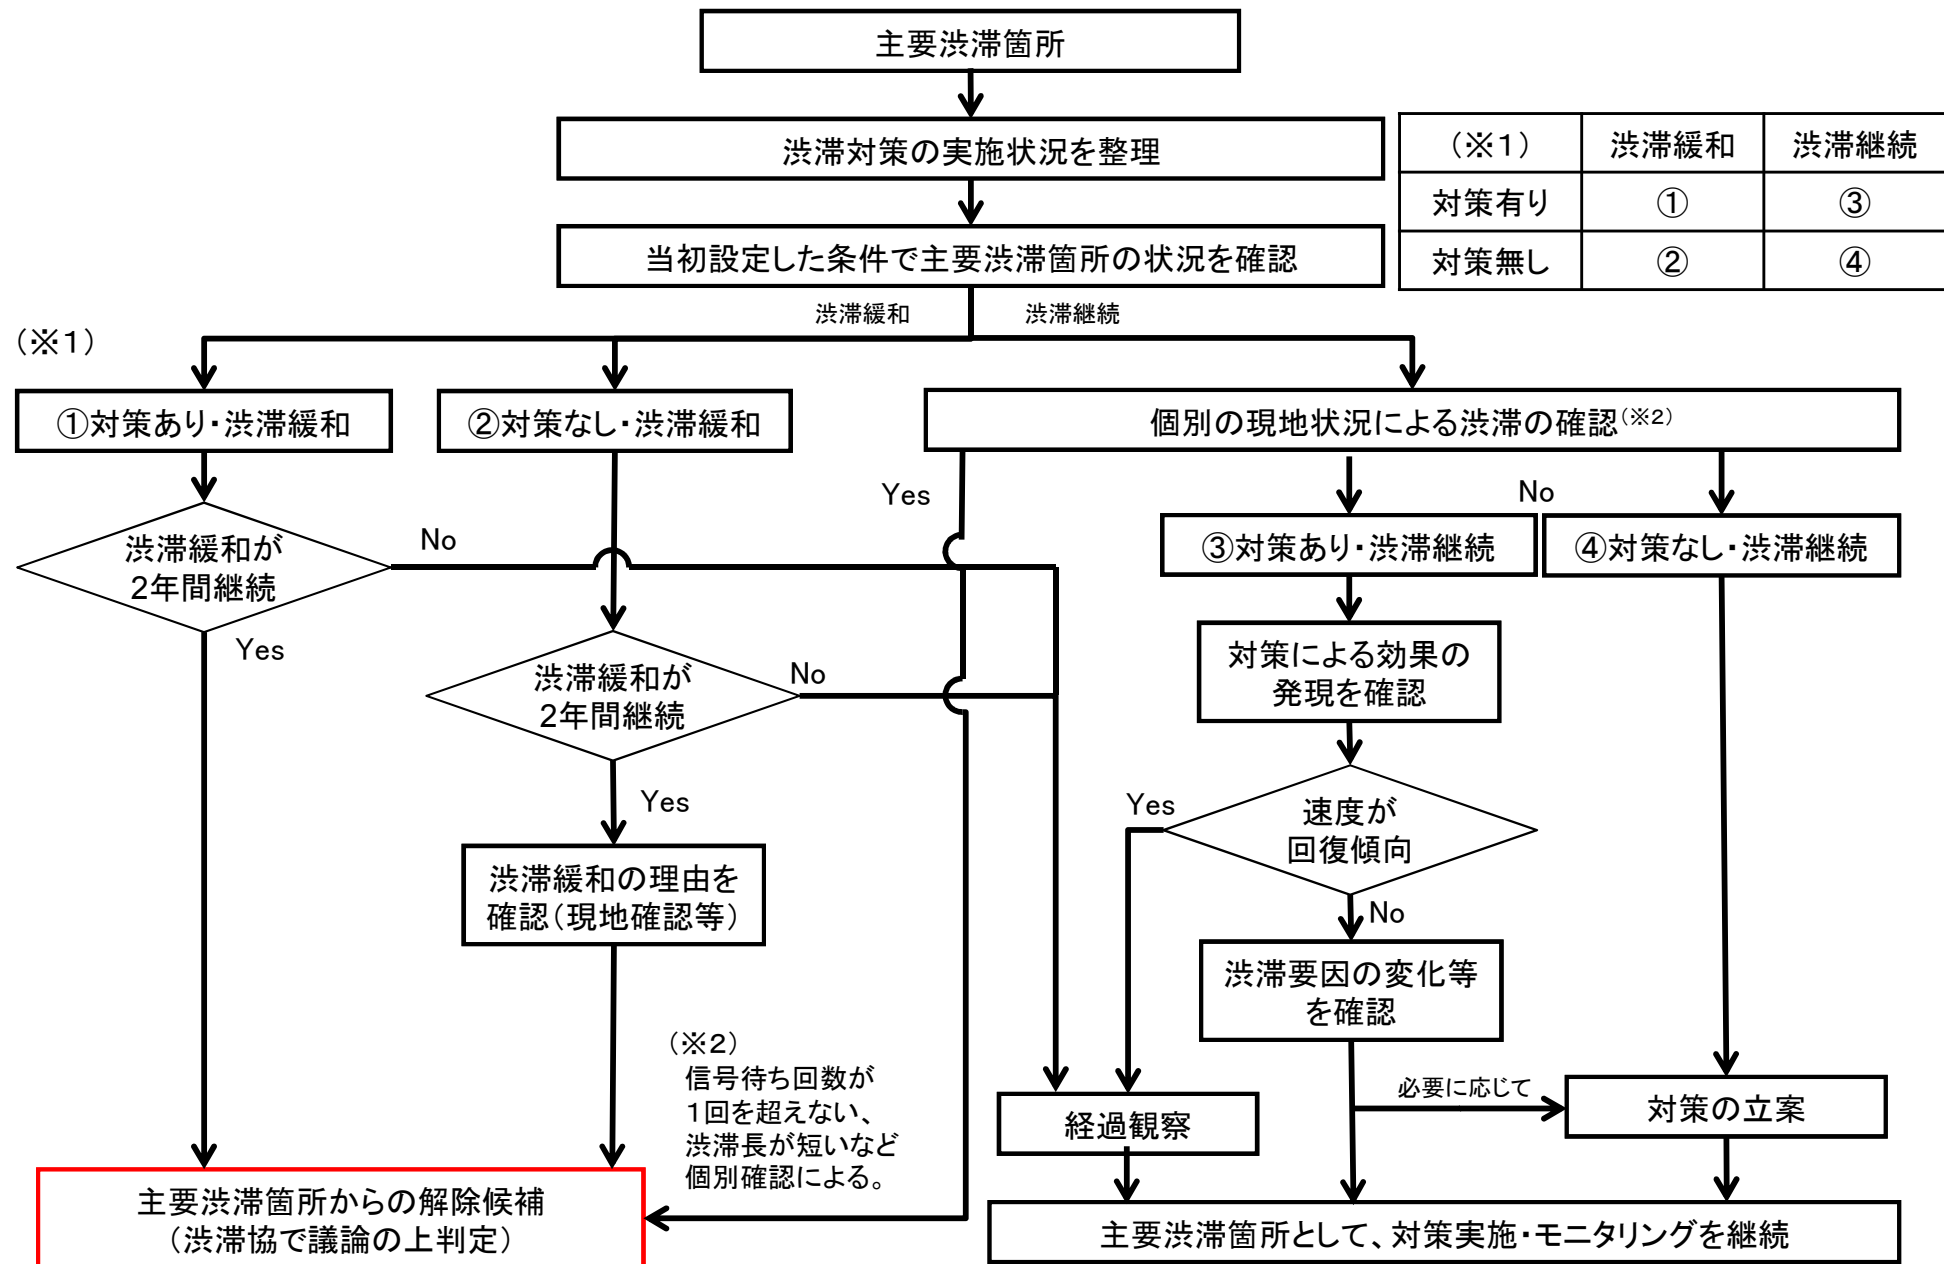 主要渋滞箇所
渋滞対策の実施状況を整理
当初設定した条件で主要渋滞箇所の状況を確認
(※1) 渋滞緩和 渋滞継続
対策有り ① ③
対策無し ② ④
渋滞緩和 渋滞継続
(※1)
①対策あり・渋滞緩和
②対策なし・渋滞緩和
個別の現地状況による渋滞の確認(※2)
Yes
No
③対策あり・渋滞継続
④対策なし・渋滞継続
渋滞緩和が
2年間継続
No
Yes
渋滞緩和が
2年間継続
No
Yes
対策による効果の
発現を確認
速度が
回復傾向
Yes
No
渋滞緩和の理由を
確認(現地確認等)
渋滞要因の変化等
を確認
(※2)
信号待ち回数が
1回を超えない、
渋滞長が短いなど
個別確認による。
必要に応じて
経過観察
対策の立案
主要渋滞箇所からの解除候補
(渋滞協で議論の上判定)
主要渋滞箇所として、対策実施・モニタリングを継続